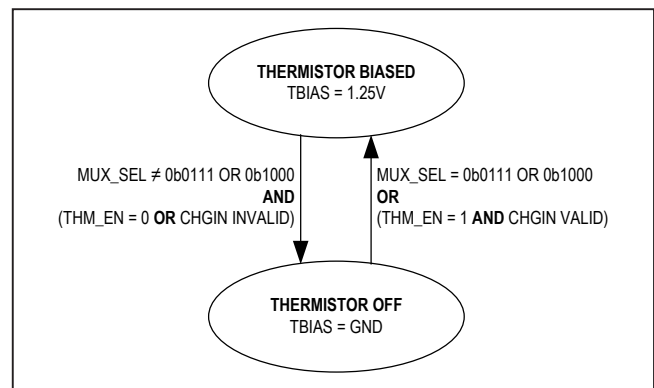 THERMISTOR BIASED
TBIAS = 1.25V
MUX_SEL ≠ 0b0111 OR 0b1000
AND
(THM_EN = 0 OR CHGIN INVALID)
MUX_SEL = 0b0111 OR 0b1000
OR
(THM_EN = 1 AND CHGIN VALID)
THERMISTOR OFF
TBIAS = GND